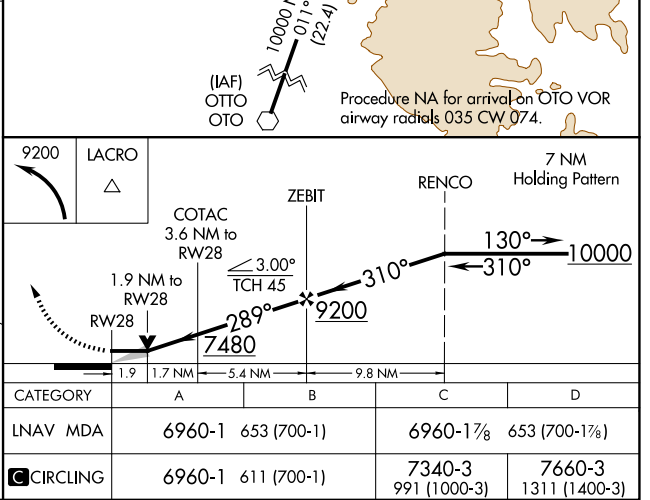 10000 N
011°
(22.4)
(IAF)
OTTO
OTO
Procedure NA for arrival on OTO VOR
airway radials 035 CW 074.
9200
LACRO
7 NM
Holding Pattern
RENCO
ZEBIT
COTAC
3.6 NM to
RW28
1.9 NM to
RW28
RW28
3.00°
TCH 45
130°
10000
310°
310°
9200
289°
7480
1.9
1.7 NM
5.4 NM
9.8 NM
CATEGORY A B C D
LNAV MDA 6960-1 653 (700-1) 6960-1⅞ 653 (700-1⅞)
C CIRCLING 6960-1 611 (700-1) 7340-3 7660-3
991 (1000-3) 1311 (1400-3)